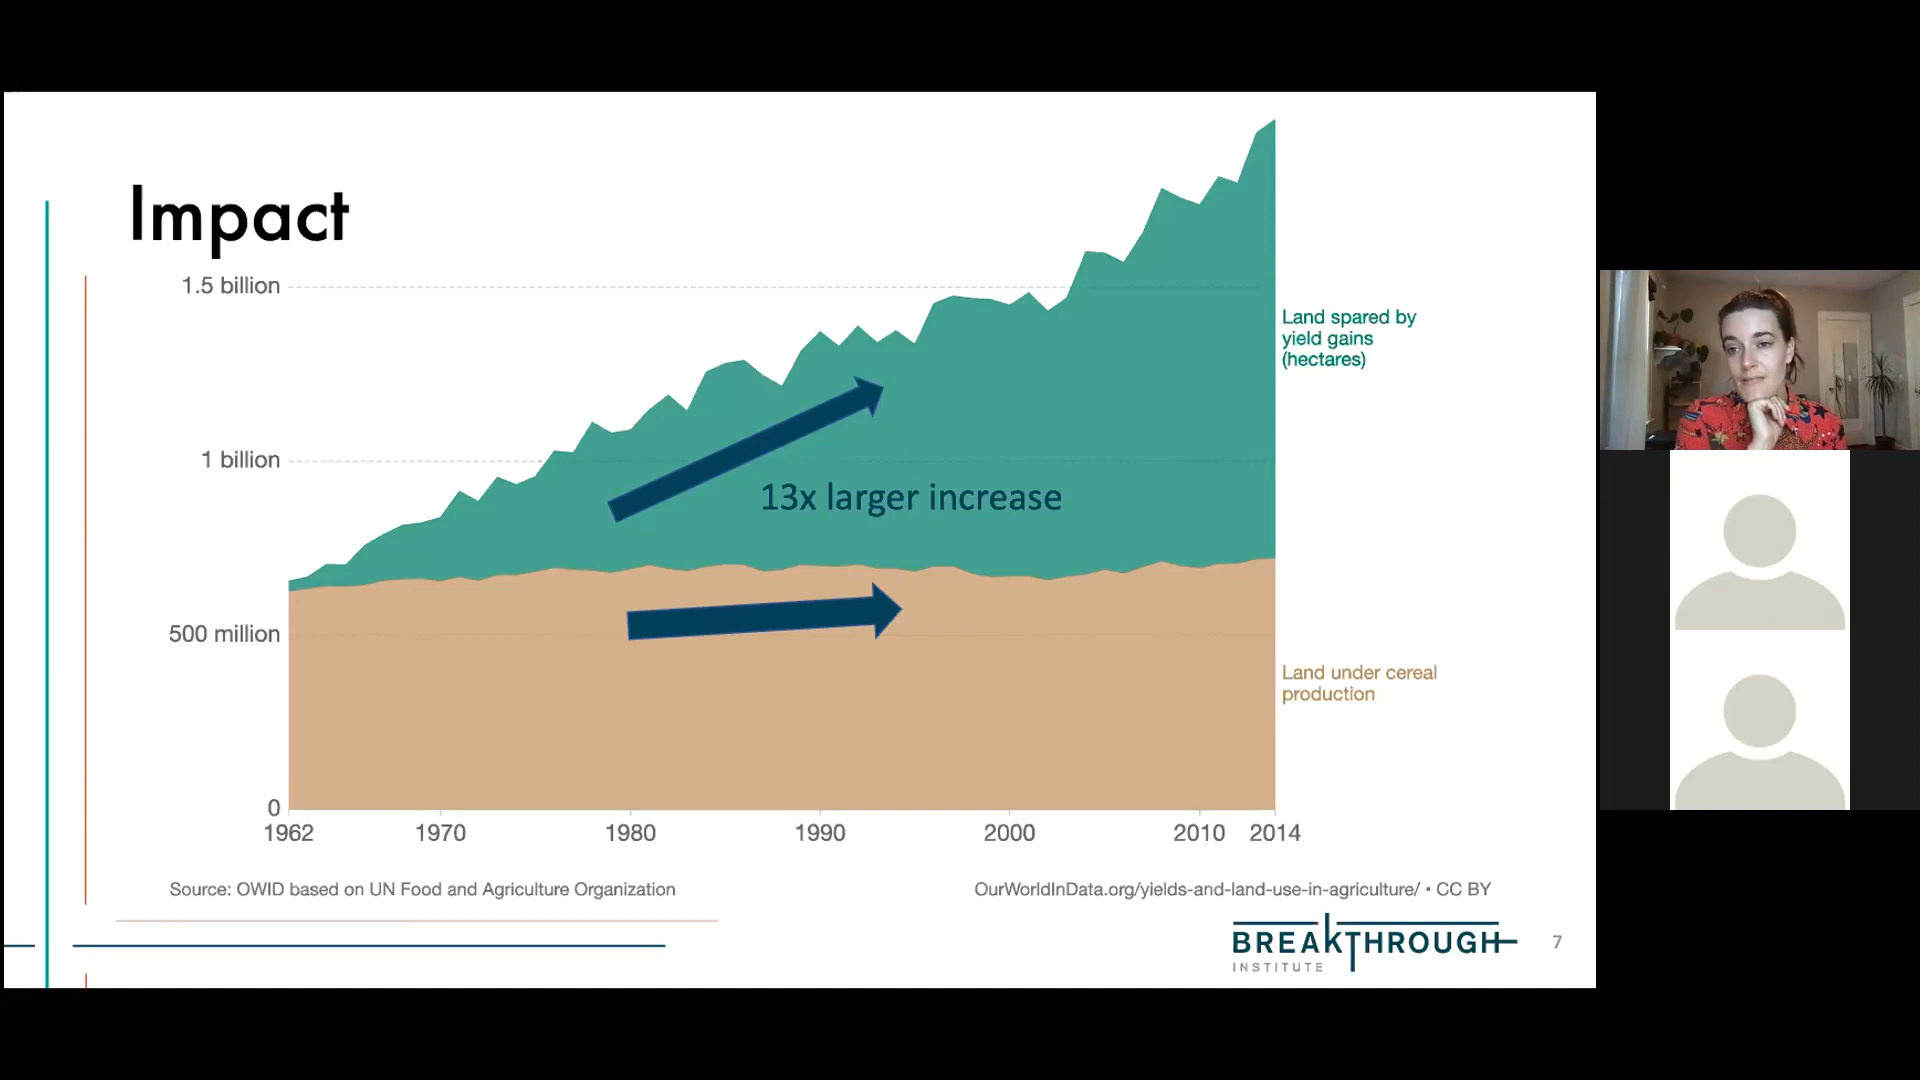 Impact
1.5 billion
Land spared by
yield gains
(hectares)
1 billion
13x larger increase
500 million
Land under cereal
production
0
1962 1970 1980 1990 2000 2010 2014
Source: OWID based on UN Food and Agriculture Organization
OurWorldInData.org/yields-and-land-use-in-agriculture/ • CC BY
BREAKTHROUGH
INSTITUTE
7